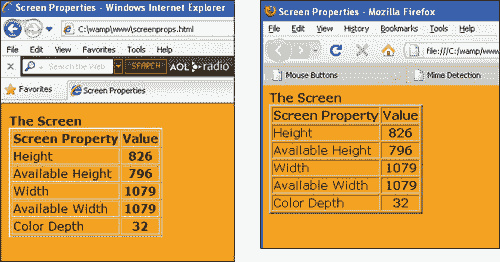 Screen Properties - Windows Internet Explorer
C:\wamp\www\screenprops.html
File Edit View Favorites Tools Help
Search the Web
SEARCH
AOL radio
Favorites
Screen Properties
The Screen
Screen Property Value
Height 826
Available Height 796
Width 1079
Available Width 1079
Color Depth 32
Screen Properties - Mozilla Firefox
File Edit View History Bookmarks Tools Help
file:///C:/wamp/www
Mouse Buttons
Mime Detection
The Screen
Screen Property Value
Height 826
Available Height 796
Width 1079
Available Width 1079
Color Depth 32